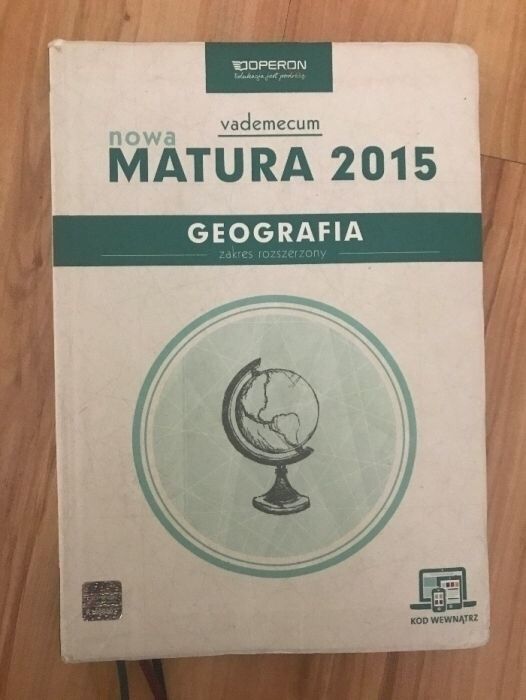 OPERON
Edukacja jest podróżą
vademecum
nowa
MATURA 2015
GEOGRAFIA
zakres rozszerzony
KOD WEWNĄTRZ